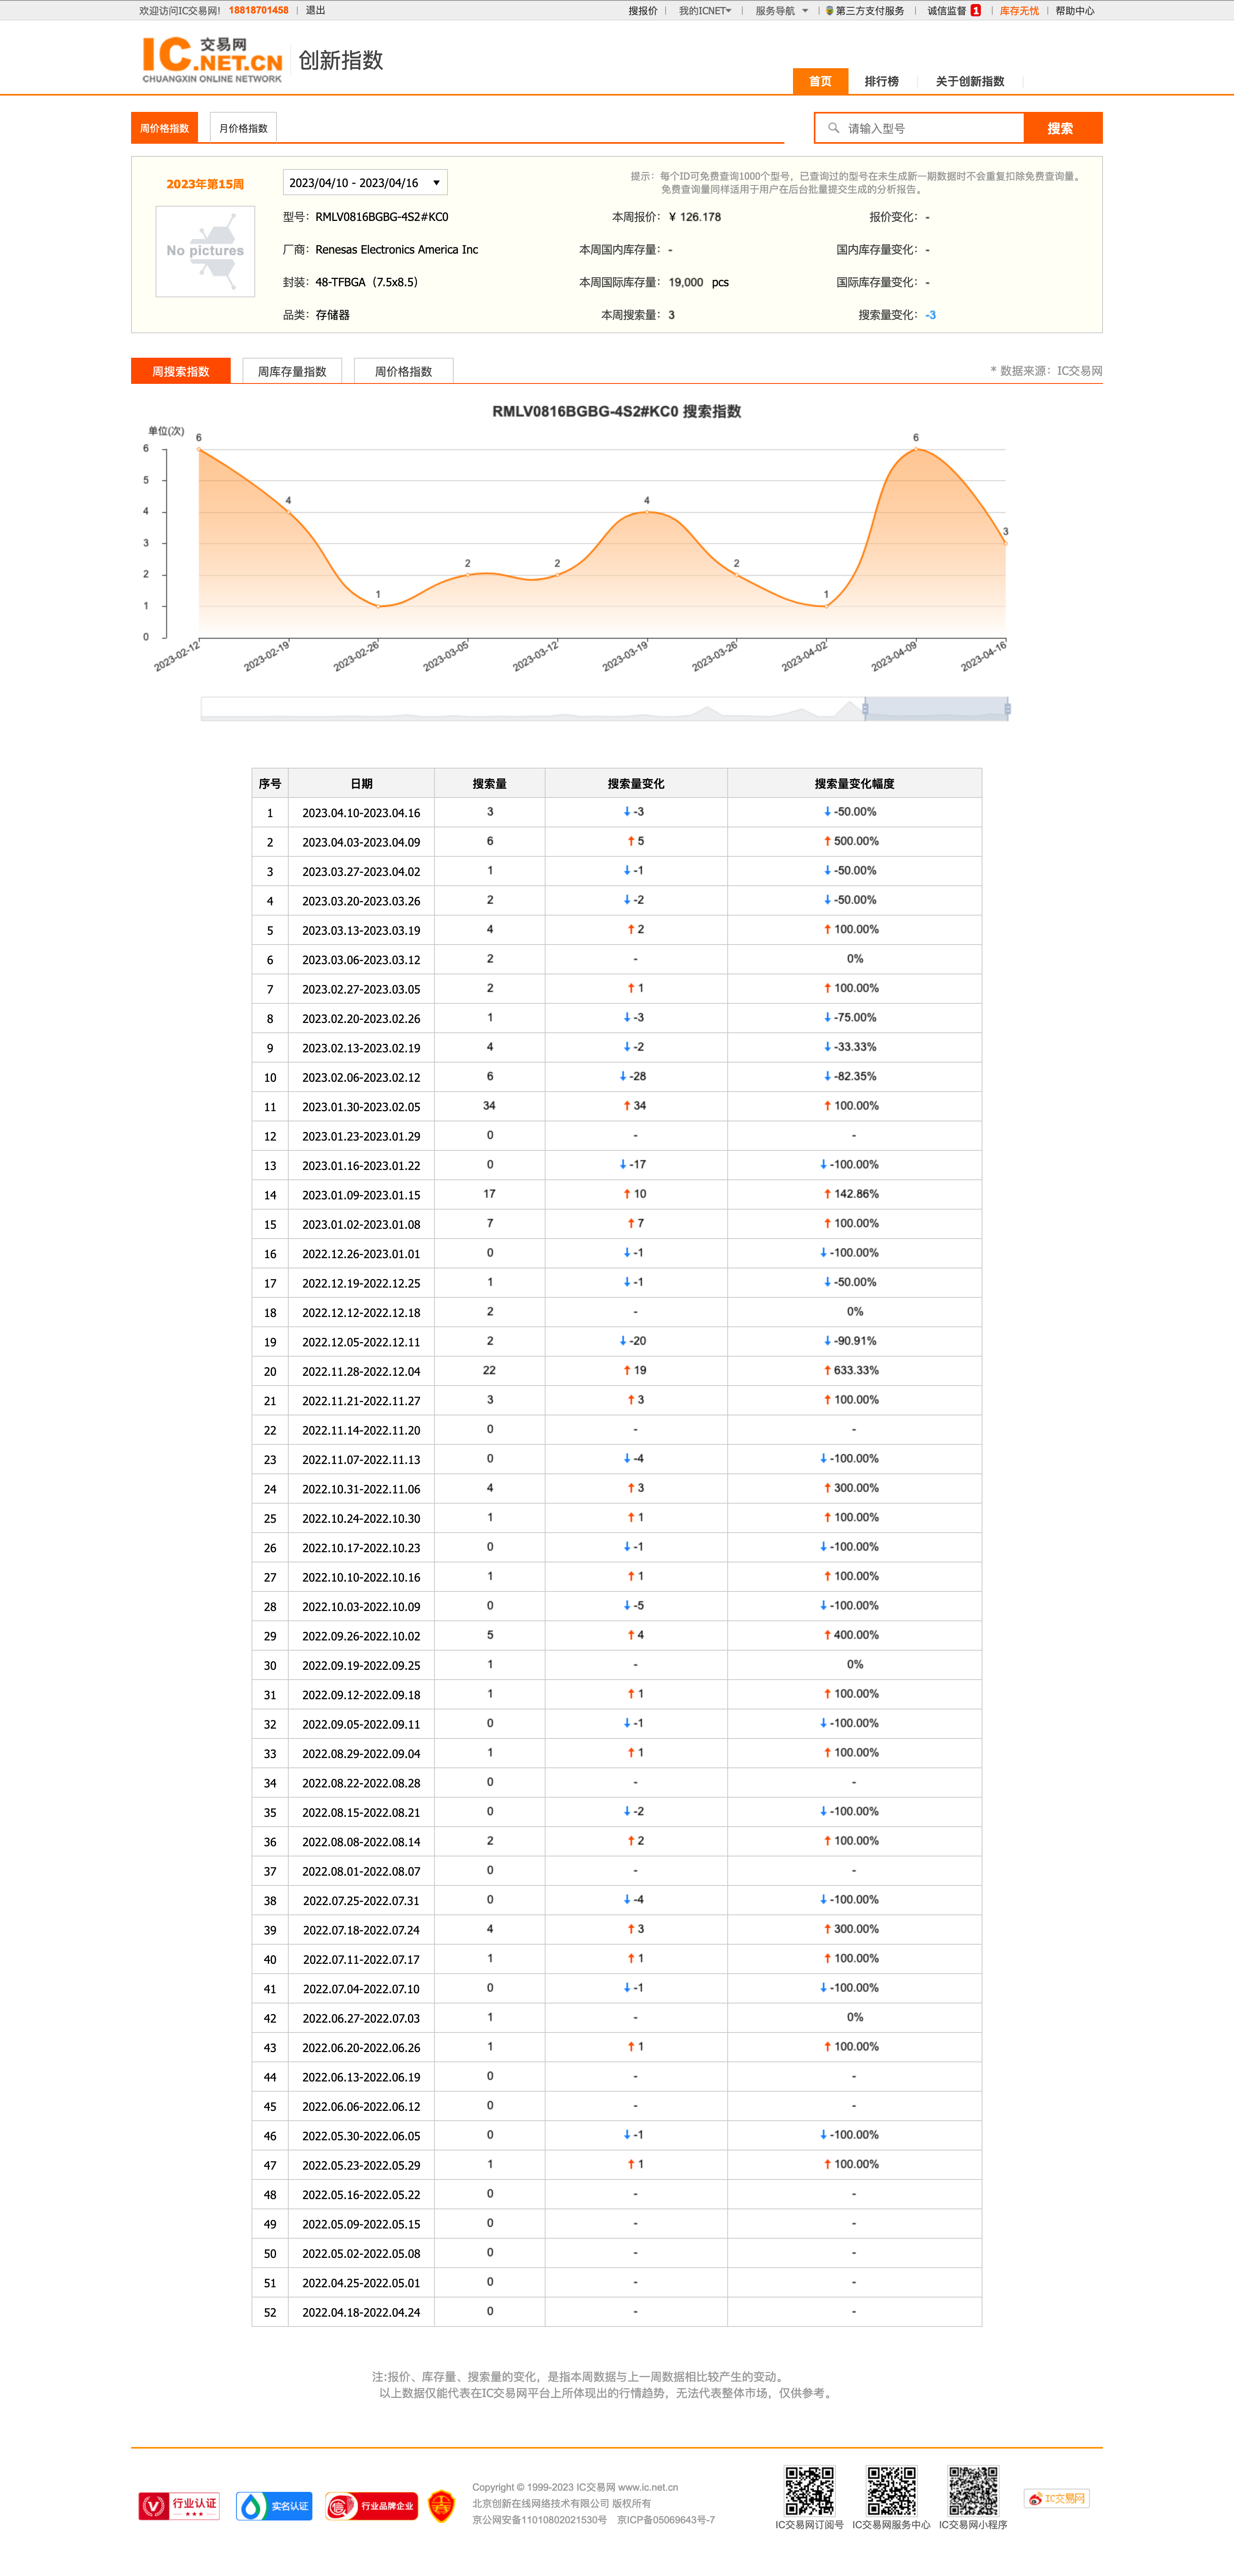 欢迎访问IC交易网! 18818701458 | 退出 搜报价 | 我的ICNET | 服务导航 | 第三方支付服务 | 诚信监督 1 | 库存无忧 | 帮助中心
IC交易网 .NET.CN
CHUANGXIN ONLINE NETWORK
创新指数
首页 排行榜 关于创新指数
周价格指数 月价格指数 请输入型号 搜索
2023年第15周 2023/04/10 - 2023/04/16
提示：每个ID可免费查询1000个型号，已查询过的型号在未生成新一期数据时不会重复扣除免费查询量。
免费查询量同样适用于用户在后台批量提交生成的分析报告。
No pictures
型号：RMLV0816BGBG-4S2#KC0 本周报价：¥ 126.178 报价变化：-
厂商：Renesas Electronics America Inc 本周国内库存量：- 国内库存量变化：-
封装：48-TFBGA（7.5x8.5） 本周国际库存量：19,000 pcs 国际库存量变化：-
品类：存储器 本周搜索量：3 搜索量变化：-3
周搜索指数 周库存量指数 周价格指数 * 数据来源：IC交易网
RMLV0816BGBG-4S2#KC0 搜索指数
单位(次)
6
5
4
3
2
1
0
6 4 1 2 2 4 2 1 6 3
2023-02-12 2023-02-19 2023-02-26 2023-03-05 2023-03-12 2023-03-19 2023-03-26 2023-04-02 2023-04-09 2023-04-16
序号 日期 搜索量 搜索量变化 搜索量变化幅度
1 2023.04.10-2023.04.16 3 ↓-3 ↓-50.00%
2 2023.04.03-2023.04.09 6 ↑5 ↑500.00%
3 2023.03.27-2023.04.02 1 ↓-1 ↓-50.00%
4 2023.03.20-2023.03.26 2 ↓-2 ↓-50.00%
5 2023.03.13-2023.03.19 4 ↑2 ↑100.00%
6 2023.03.06-2023.03.12 2 - 0%
7 2023.02.27-2023.03.05 2 ↑1 ↑100.00%
8 2023.02.20-2023.02.26 1 ↓-3 ↓-75.00%
9 2023.02.13-2023.02.19 4 ↓-2 ↓-33.33%
10 2023.02.06-2023.02.12 6 ↓-28 ↓-82.35%
11 2023.01.30-2023.02.05 34 ↑34 ↑100.00%
12 2023.01.23-2023.01.29 0 - -
13 2023.01.16-2023.01.22 0 ↓-17 ↓-100.00%
14 2023.01.09-2023.01.15 17 ↑10 ↑142.86%
15 2023.01.02-2023.01.08 7 ↑7 ↑100.00%
16 2022.12.26-2023.01.01 0 ↓-1 ↓-100.00%
17 2022.12.19-2022.12.25 1 ↓-1 ↓-50.00%
18 2022.12.12-2022.12.18 2 - 0%
19 2022.12.05-2022.12.11 2 ↓-20 ↓-90.91%
20 2022.11.28-2022.12.04 22 ↑19 ↑633.33%
21 2022.11.21-2022.11.27 3 ↑3 ↑100.00%
22 2022.11.14-2022.11.20 0 - -
23 2022.11.07-2022.11.13 0 ↓-4 ↓-100.00%
24 2022.10.31-2022.11.06 4 ↑3 ↑300.00%
25 2022.10.24-2022.10.30 1 ↑1 ↑100.00%
26 2022.10.17-2022.10.23 0 ↓-1 ↓-100.00%
27 2022.10.10-2022.10.16 1 ↑1 ↑100.00%
28 2022.10.03-2022.10.09 0 ↓-5 ↓-100.00%
29 2022.09.26-2022.10.02 5 ↑4 ↑400.00%
30 2022.09.19-2022.09.25 1 - 0%
31 2022.09.12-2022.09.18 1 ↑1 ↑100.00%
32 2022.09.05-2022.09.11 0 ↓-1 ↓-100.00%
33 2022.08.29-2022.09.04 1 ↑1 ↑100.00%
34 2022.08.22-2022.08.28 0 - -
35 2022.08.15-2022.08.21 0 ↓-2 ↓-100.00%
36 2022.08.08-2022.08.14 2 ↑2 ↑100.00%
37 2022.08.01-2022.08.07 0 - -
38 2022.07.25-2022.07.31 0 ↓-4 ↓-100.00%
39 2022.07.18-2022.07.24 4 ↑3 ↑300.00%
40 2022.07.11-2022.07.17 1 ↑1 ↑100.00%
41 2022.07.04-2022.07.10 0 ↓-1 ↓-100.00%
42 2022.06.27-2022.07.03 1 - 0%
43 2022.06.20-2022.06.26 1 ↑1 ↑100.00%
44 2022.06.13-2022.06.19 0 - -
45 2022.06.06-2022.06.12 0 - -
46 2022.05.30-2022.06.05 0 ↓-1 ↓-100.00%
47 2022.05.23-2022.05.29 1 ↑1 ↑100.00%
48 2022.05.16-2022.05.22 0 - -
49 2022.05.09-2022.05.15 0 - -
50 2022.05.02-2022.05.08 0 - -
51 2022.04.25-2022.05.01 0 - -
52 2022.04.18-2022.04.24 0 - -
注:报价、库存量、搜索量的变化，是指本周数据与上一周数据相比较产生的变动。
以上数据仅能代表在IC交易网平台上所体现出的行情趋势，无法代表整体市场，仅供参考。
行业认证 实名认证 行业品牌企业
Copyright © 1999-2023 IC交易网 www.ic.net.cn
北京创新在线网络技术有限公司 版权所有
京公网安备11010802021530号 京ICP备05069643号-7
IC交易网订阅号 IC交易网服务中心 IC交易网小程序
IC交易网